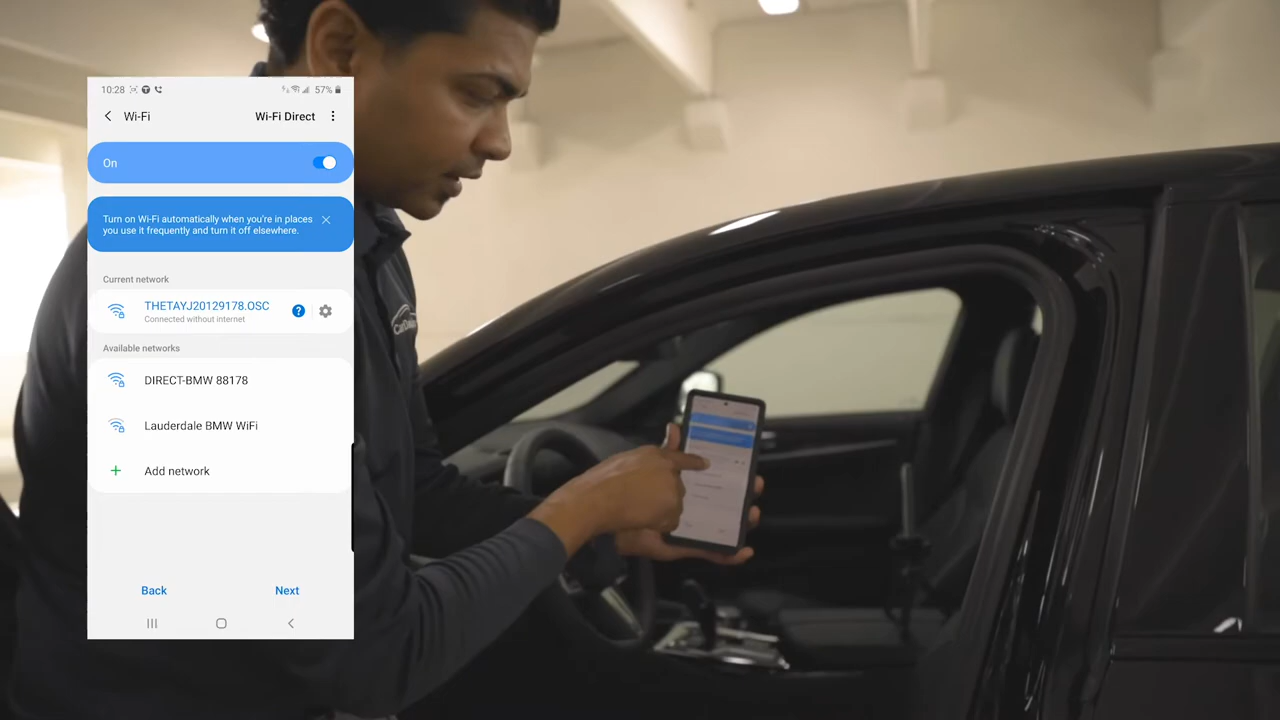 10:28
57%
Wi-Fi
Wi-Fi Direct
On
Turn on Wi-Fi automatically when you're in places
you use it frequently and turn it off elsewhere.
Current network
THETAYJ20129178.OSC
?
Connected without internet
Available networks
DIRECT-BMW 88178
Lauderdale BMW WiFi
Add network
Back
Next